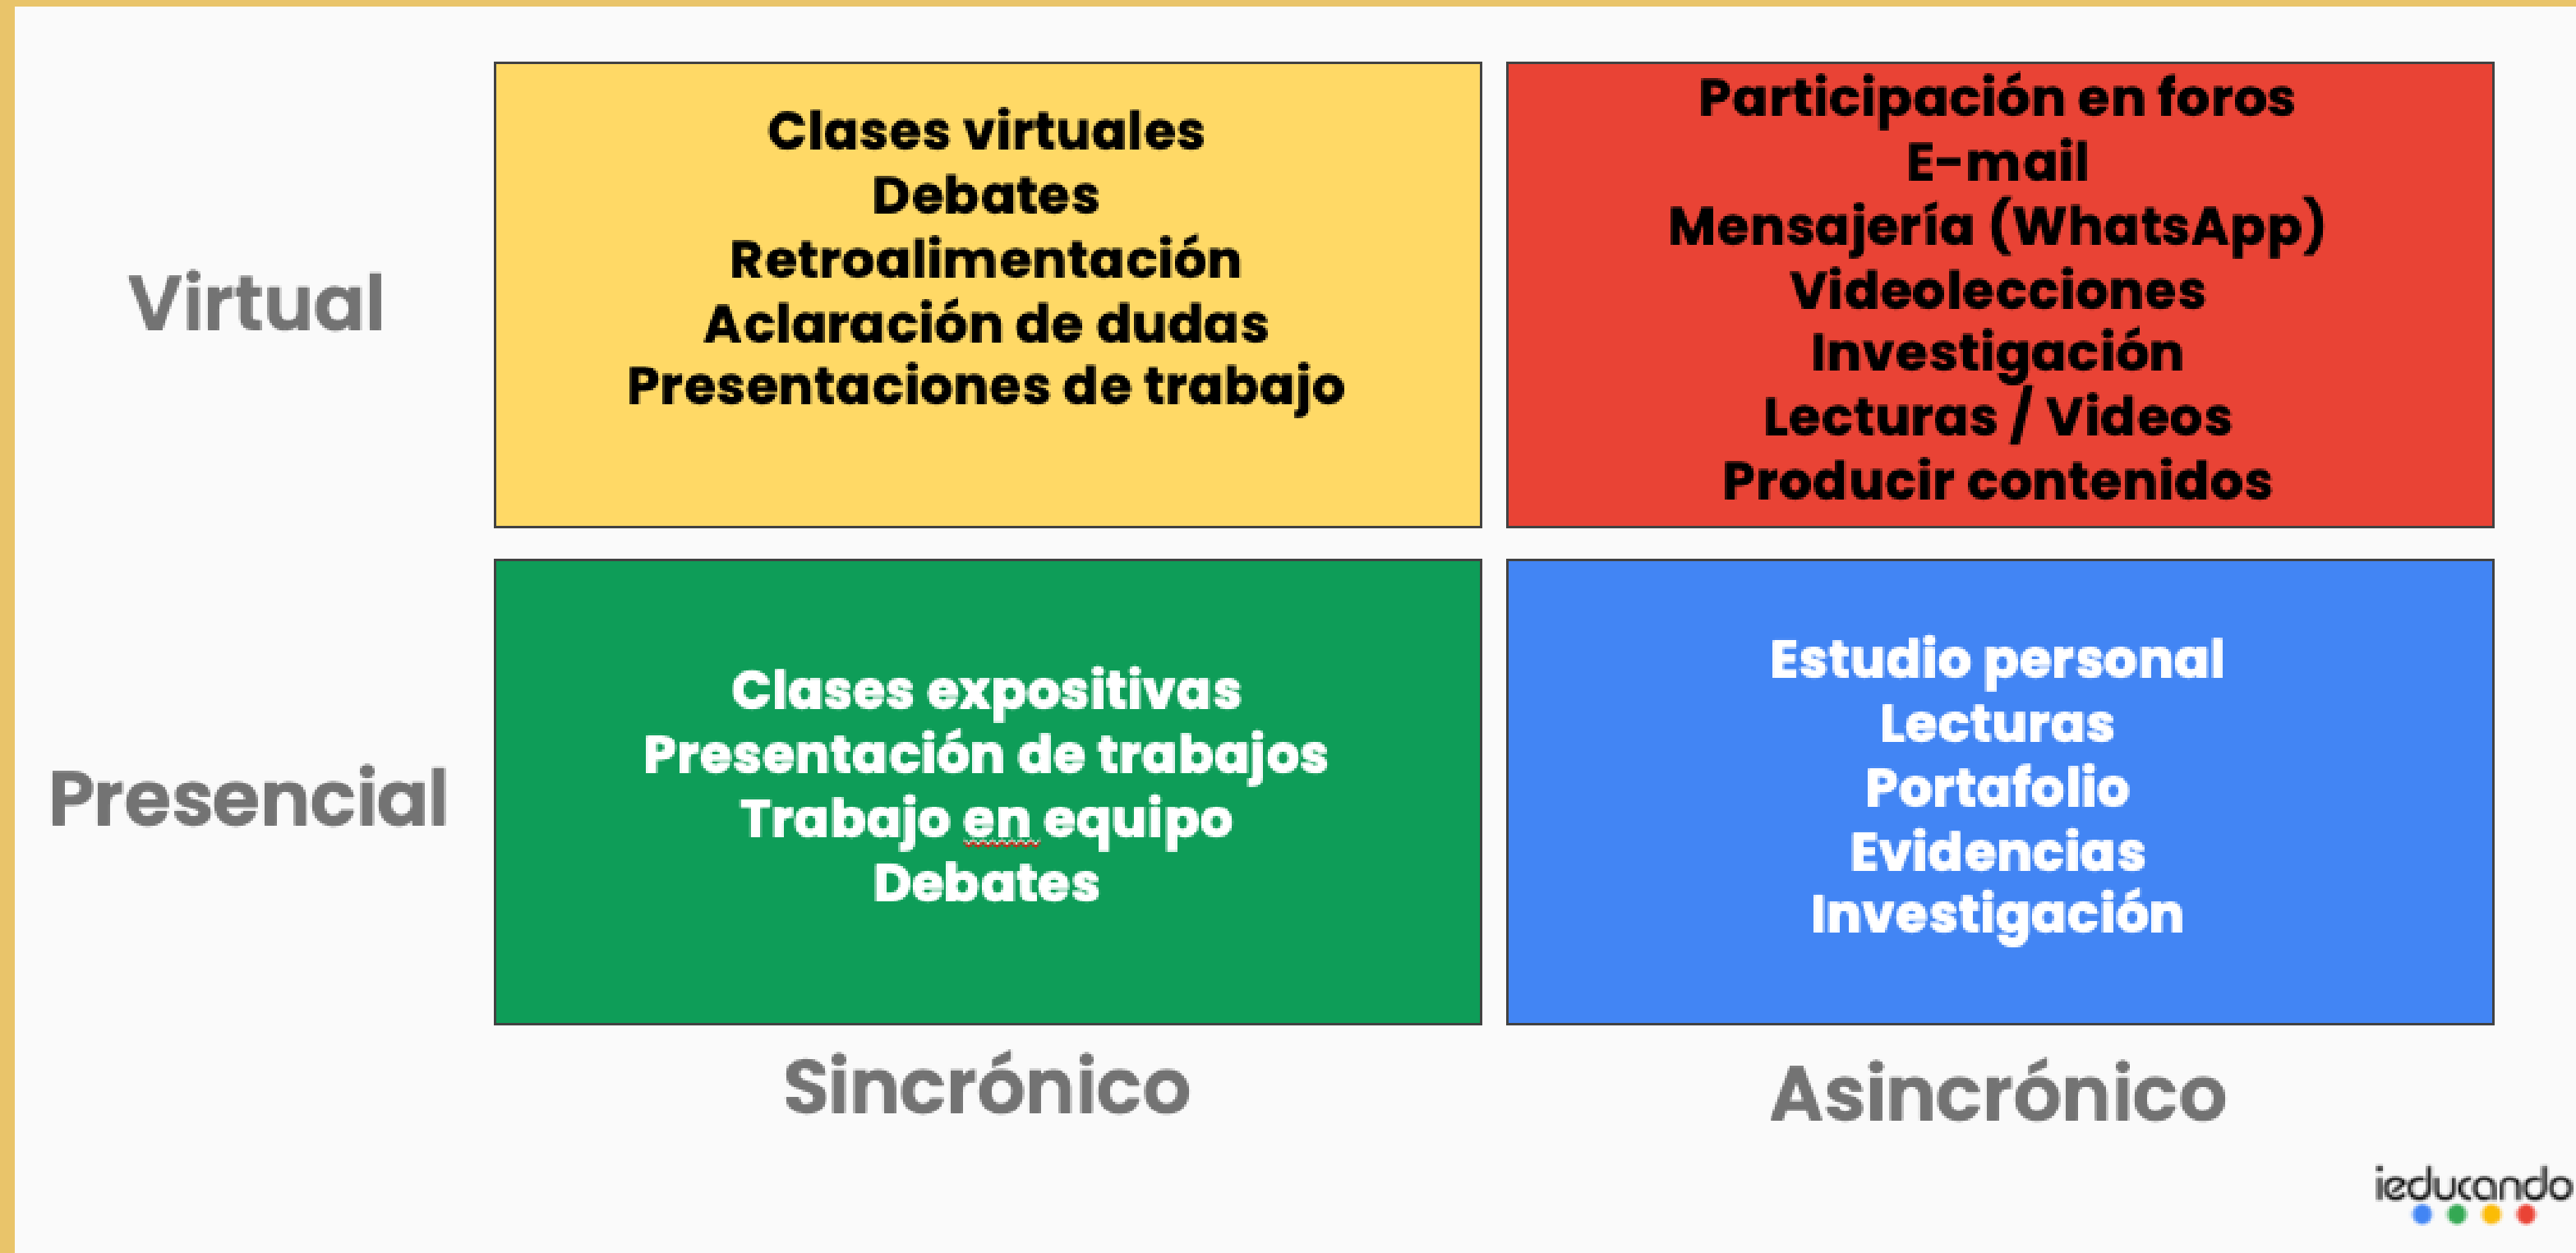 Virtual
Clases virtuales
Debates
Retroalimentación
Aclaración de dudas
Presentaciones de trabajo
Participación en foros
E-mail
Mensajería (WhatsApp)
Videolecciones
Investigación
Lecturas / Videos
Producir contenidos
Presencial
Clases expositivas
Presentación de trabajos
Trabajo en equipo
Debates
Estudio personal
Lecturas
Portafolio
Evidencias
Investigación
Sincrónico
Asincrónico
ieducando